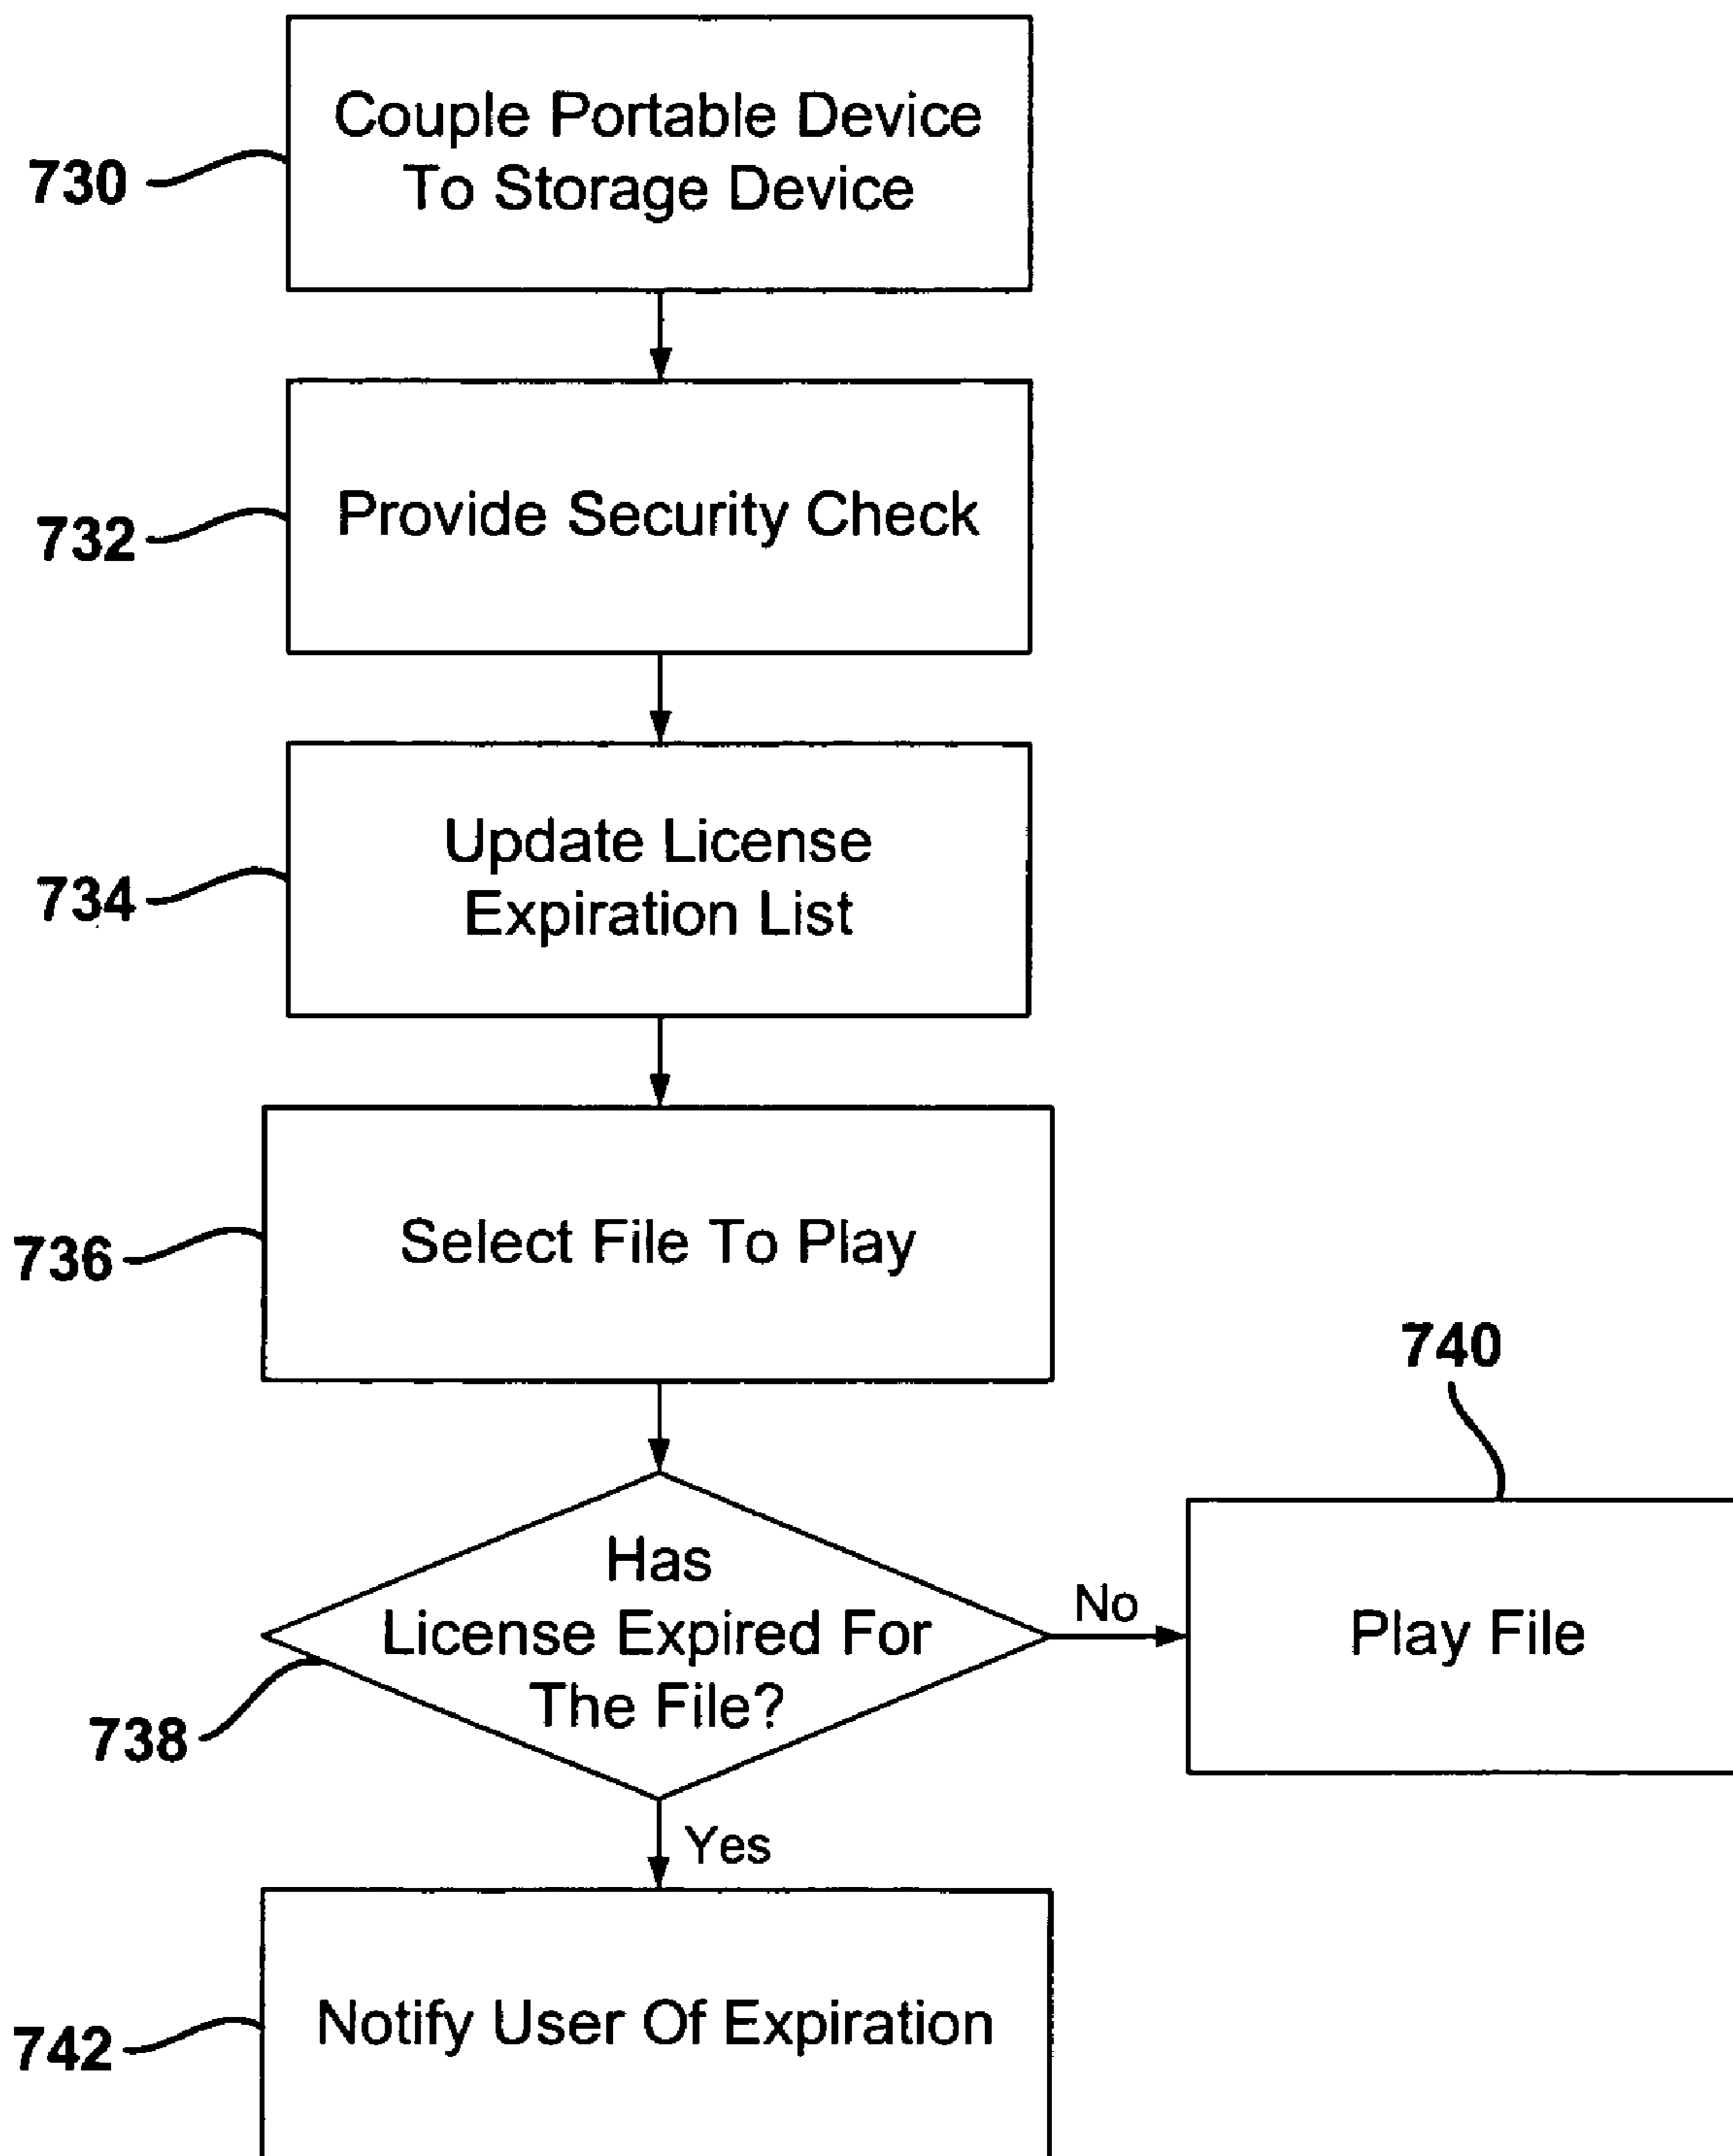 Couple Portable Device
To Storage Device
730
Provide Security Check
732
Update License
Expiration List
734
Select File To Play
736
740
Has
License Expired For
The File?
No
Play File
738
Yes
Notify User Of Expiration
742